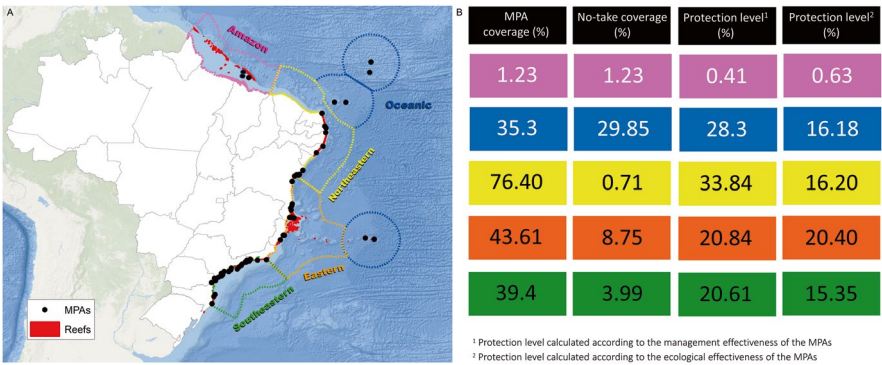 A
Amazon
Oceanic
Northeastern
Eastern
Southeastern
MPAs
Reefs
B
MPA coverage (%)
No-take coverage (%)
Protection level¹ (%)
Protection level² (%)
1.23 1.23 0.41 0.63
35.3 29.85 28.3 16.18
76.40 0.71 33.84 16.20
43.61 8.75 20.84 20.40
39.4 3.99 20.61 15.35
¹ Protection level calculated according to the management effectiveness of the MPAs
² Protection level calculated according to the ecological effectiveness of the MPAs